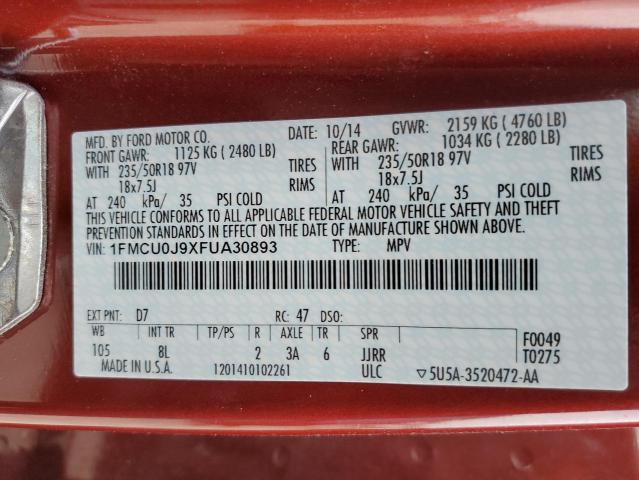 MFD. BY FORD MOTOR CO. DATE: 10/14 GVWR: 2159 KG ( 4760 LB)
FRONT GAWR: 1125 KG ( 2480 LB) REAR GAWR: 1034 KG ( 2280 LB)
WITH 235/50R18 97V TIRES WITH 235/50R18 97V TIRES
18x7.5J RIMS 18x7.5J RIMS
AT 240 kPa/ 35 PSI COLD AT 240 kPa/ 35 PSI COLD
THIS VEHICLE CONFORMS TO ALL APPLICABLE FEDERAL MOTOR VEHICLE SAFETY AND THEFT
PREVENTION STANDARDS IN EFFECT ON THE DATE OF MANUFACTURE SHOWN ABOVE.
VIN: 1FMCU0J9XFUA30893 TYPE: MPV
EXT PNT: D7 RC: 47 DSO:
WB INT TR TP/PS R AXLE TR SPR F0049
105 8L 2 3A 6 JJRR T0275
MADE IN U.S.A. 1201410102261 ULC ▽5U5A-3520472-AA